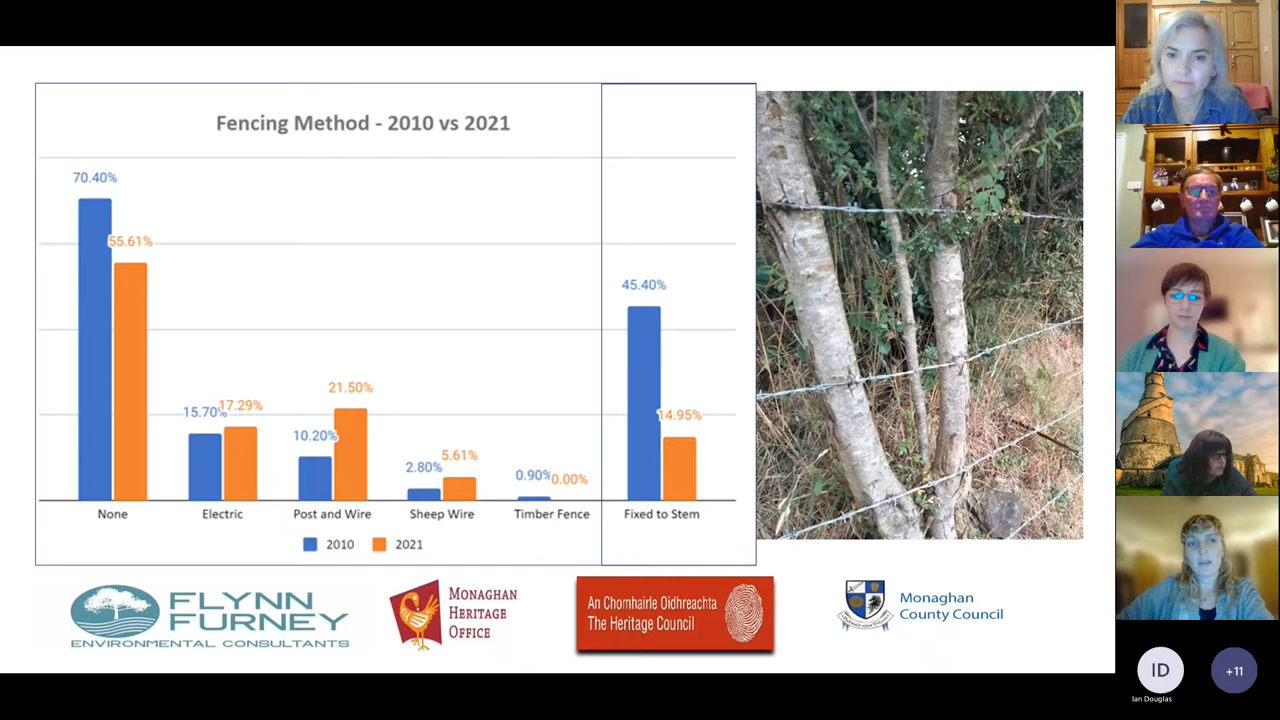 Fencing Method - 2010 vs 2021
70.40%
55.61%
15.70%
17.29%
10.20%
21.50%
2.80%
5.61%
0.90%
0.00%
45.40%
14.95%
None
Electric
Post and Wire
Sheep Wire
Timber Fence
Fixed to Stem
2010
2021
FLYNN
FURNEY
ENVIRONMENTAL CONSULTANTS
MONAGHAN
HERITAGE
OFFICE
An Chomhairle Oidhreachta
The Heritage Council
Monaghan
County Council
ID
Ian Douglas
+11